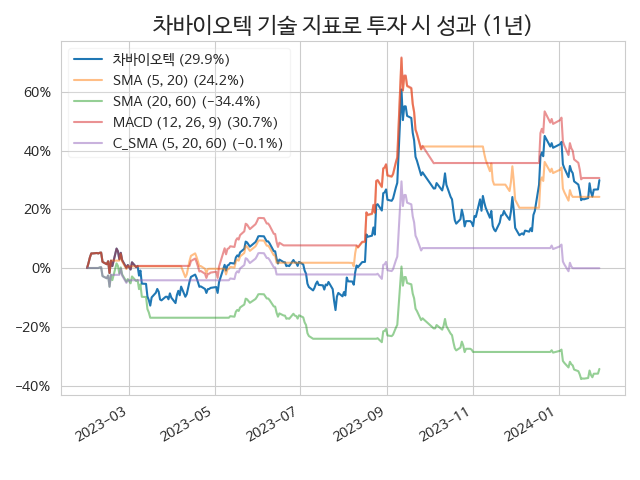 차바이오텍 기술 지표로 투자 시 성과 (1년)
차바이오텍 (29.9%)
SMA (5, 20) (24.2%)
SMA (20, 60) (−34.4%)
MACD (12, 26, 9) (30.7%)
C_SMA (5, 20, 60) (−0.1%)
60%
40%
20%
0%
−20%
−40%
2023−03
2023−05
2023−07
2023−09
2023−11
2024−01